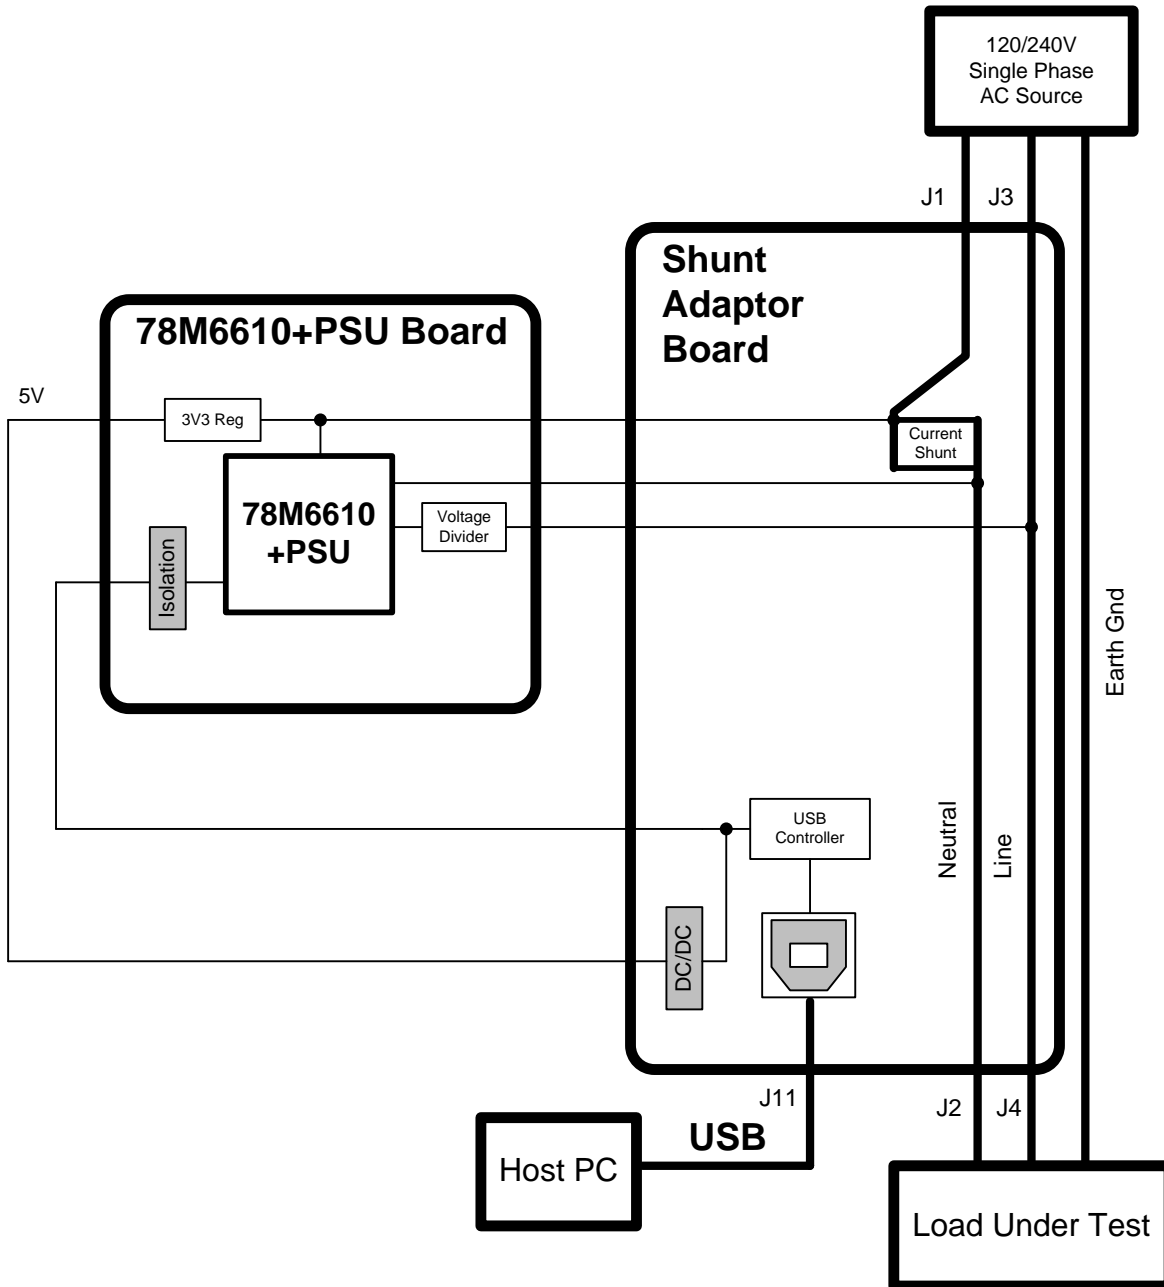 120/240V
Single Phase
AC Source
J1
J3
Shunt
Adaptor
Board
78M6610+PSU Board
5V
3V3 Reg
Current
Shunt
78M6610
+PSU
Voltage
Divider
Isolation
Earth Gnd
USB
Controller
Neutral
Line
DC/DC
J11
J2
J4
USB
Host PC
Load Under Test